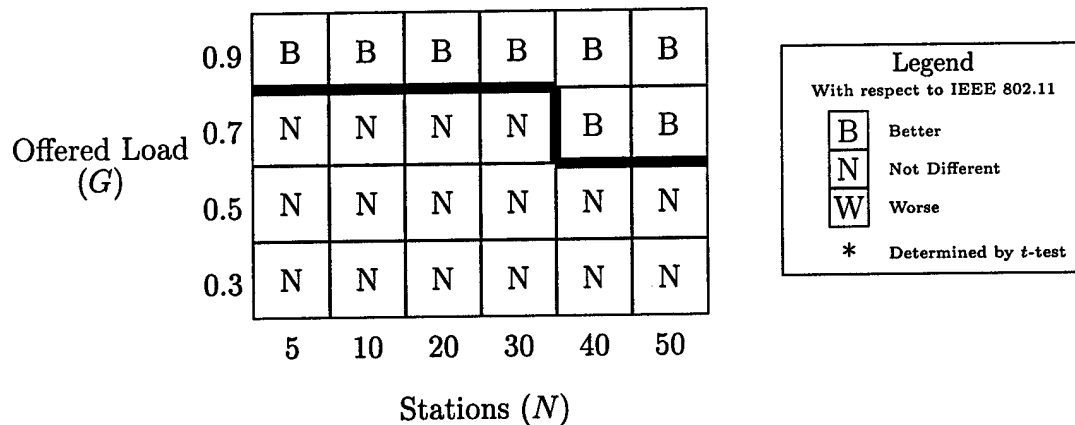 0.9 B B B B B B
Offered Load
(G)
0.7 N N N N B B
0.5 N N N N N N
0.3 N N N N N N
5 10 20 30 40 50
Stations (N)
Legend
With respect to IEEE 802.11
B Better
N Not Different
W Worse
* Determined by t-test